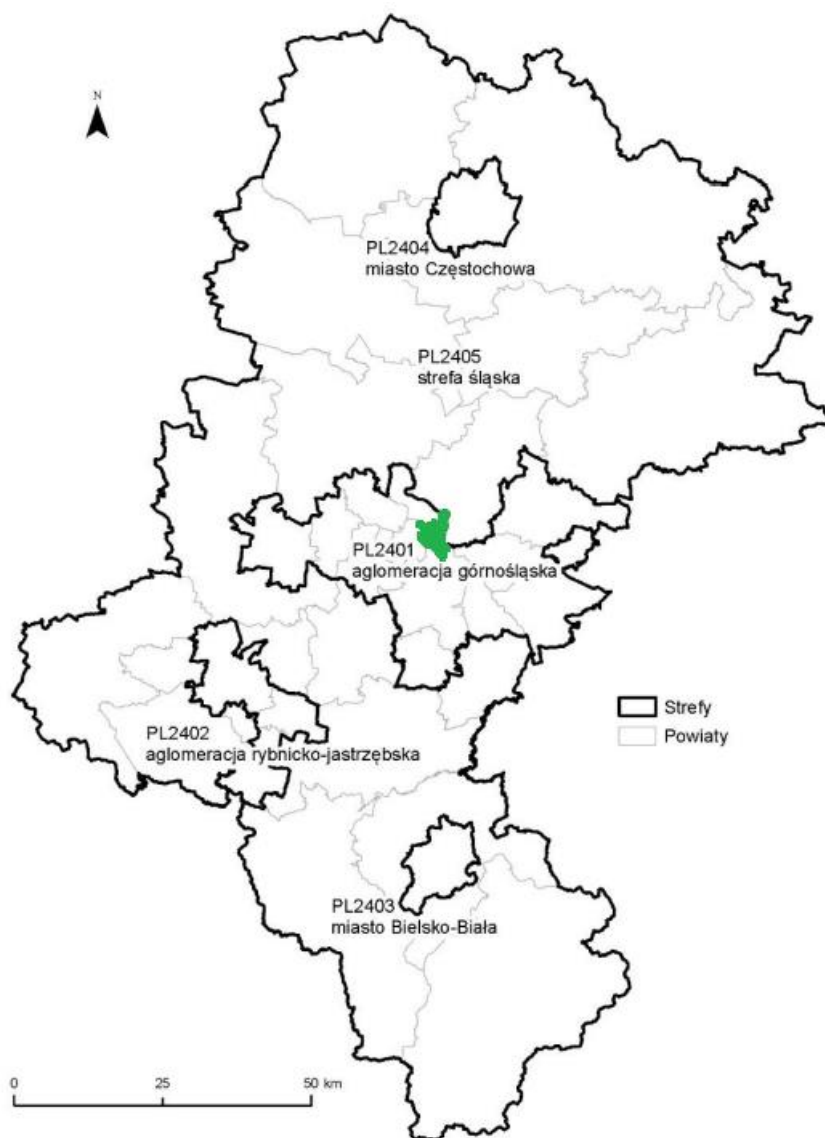 N
PL2404
miasto Częstochowa
PL2405
strefa śląska
PL2401
aglomeracja górnośląska
Strefy
Powiaty
PL2402
aglomeracja rybnicko-jastrzębska
PL2403
miasto Bielsko-Biała
0 25 50 km